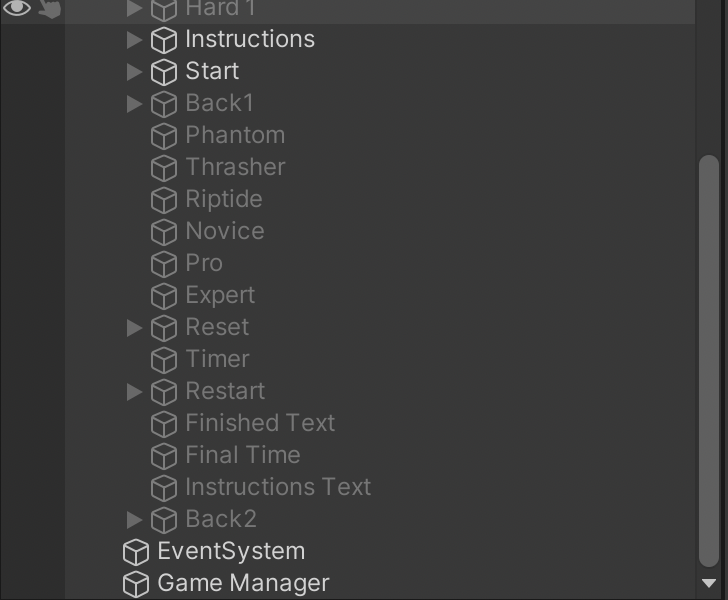 Hard 1
Instructions
Start
Back1
Phantom
Thrasher
Riptide
Novice
Pro
Expert
Reset
Timer
Restart
Finished Text
Final Time
Instructions Text
Back2
EventSystem
Game Manager